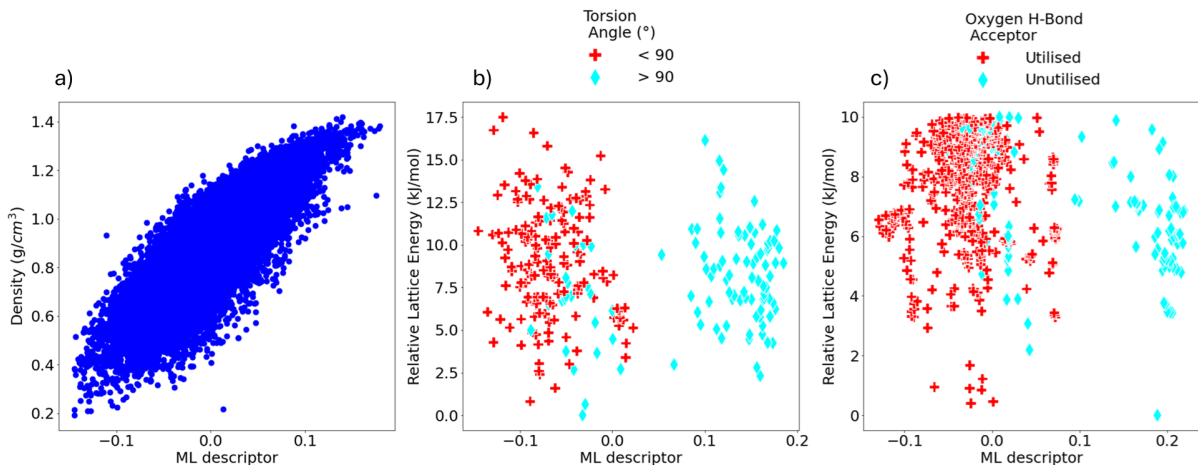 a)
Density (g/cm³)
1.4
1.2
1.0
0.8
0.6
0.4
0.2
−0.1
0.0
0.1
ML descriptor
Torsion
Angle (°)
< 90
> 90
b)
Relative Lattice Energy (kJ/mol)
17.5
15.0
12.5
10.0
7.5
5.0
2.5
0.0
−0.1
0.0
0.1
0.2
ML descriptor
Oxygen H-Bond
Acceptor
Utilised
Unutilised
c)
Relative Lattice Energy (kJ/mol)
10
8
6
4
2
0
−0.1
0.0
0.1
0.2
ML descriptor